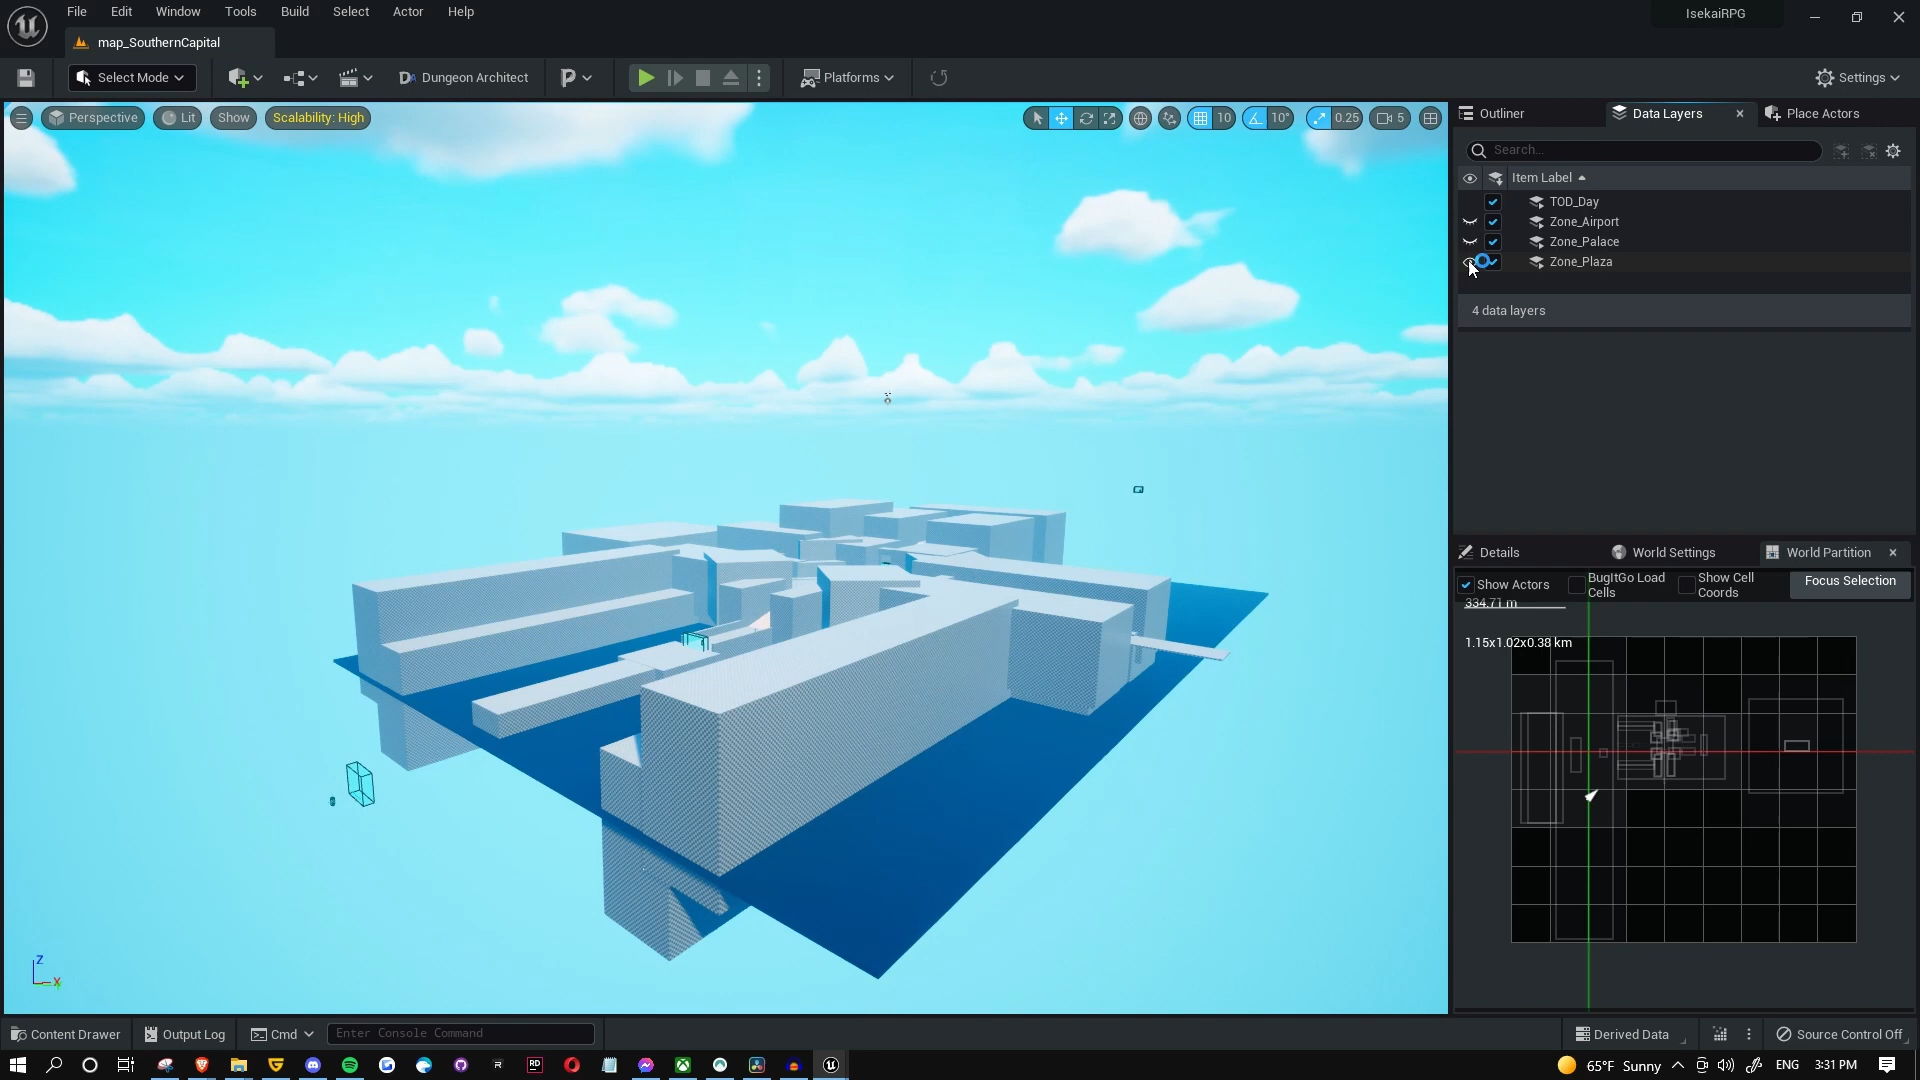 File Edit Window Tools Build Select Actor Help
IsekaiRPG
map_SouthernCapital
Select Mode
Dungeon Architect
Platforms
Settings
Perspective
Lit
Show
Scalability: High
10
10°
0.25
5
Outliner
Data Layers
Place Actors
Search...
Item Label
TOD_Day
Zone_Airport
Zone_Palace
Zone_Plaza
4 data layers
Details
World Settings
World Partition
Show Actors
BugItGo Load
Cells
Show Cell
Coords
Focus Selection
334.71 m
1.15x1.02x0.38 km
Z
X
Content Drawer
Output Log
Cmd
Enter Console Command
Derived Data
Source Control Off
65°F Sunny
ENG
3:31 PM